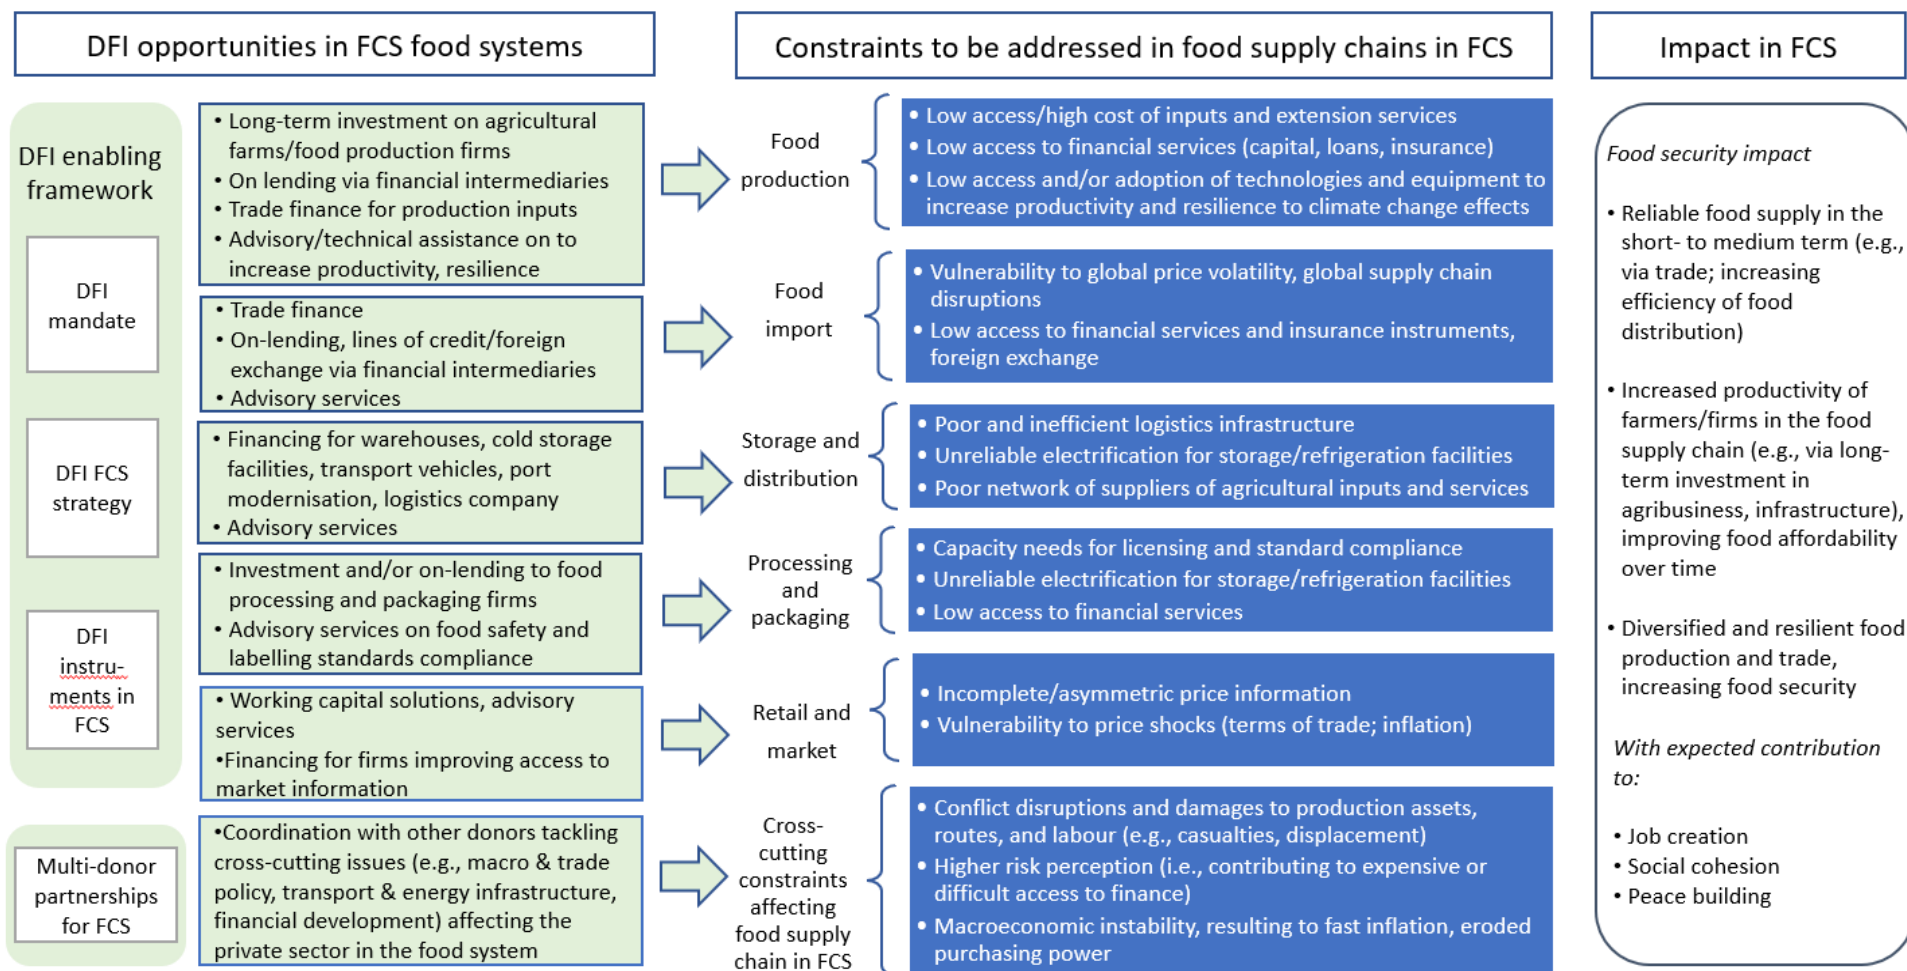 DFI opportunities in FCS food systems
Constraints to be addressed in food supply chains in FCS
Impact in FCS
DFI enabling
framework
DFI
mandate
DFI FCS
strategy
DFI
instru-
ments in
FCS
Multi-donor
partnerships
for FCS
• Long-term investment on agricultural
farms/food production firms
• On lending via financial intermediaries
• Trade finance for production inputs
• Advisory/technical assistance on to
increase productivity, resilience
Food
production
• Low access/high cost of inputs and extension services
• Low access to financial services (capital, loans, insurance)
• Low access and/or adoption of technologies and equipment to
increase productivity and resilience to climate change effects
• Trade finance
• On-lending, lines of credit/foreign
exchange via financial intermediaries
• Advisory services
Food
import
• Vulnerability to global price volatility, global supply chain
disruptions
• Low access to financial services and insurance instruments,
foreign exchange
• Financing for warehouses, cold storage
facilities, transport vehicles, port
modernisation, logistics company
• Advisory services
Storage and
distribution
• Poor and inefficient logistics infrastructure
• Unreliable electrification for storage/refrigeration facilities
• Poor network of suppliers of agricultural inputs and services
• Investment and/or on-lending to food
processing and packaging firms
• Advisory services on food safety and
labelling standards compliance
Processing
and
packaging
• Capacity needs for licensing and standard compliance
• Unreliable electrification for storage/refrigeration facilities
• Low access to financial services
• Working capital solutions, advisory
services
•Financing for firms improving access to
market information
Retail and
market
• Incomplete/asymmetric price information
• Vulnerability to price shocks (terms of trade; inflation)
•Coordination with other donors tackling
cross-cutting issues (e.g., macro & trade
policy, transport & energy infrastructure,
financial development) affecting the
private sector in the food system
Cross-
cutting
constraints
affecting
food supply
chain in FCS
• Conflict disruptions and damages to production assets,
routes, and labour (e.g., casualties, displacement)
• Higher risk perception (i.e., contributing to expensive or
difficult access to finance)
• Macroeconomic instability, resulting to fast inflation, eroded
purchasing power
Food security impact
• Reliable food supply in the
short- to medium term (e.g.,
via trade; increasing
efficiency of food
distribution)
• Increased productivity of
farmers/firms in the food
supply chain (e.g., via long-
term investment in
agribusiness, infrastructure),
improving food affordability
over time
• Diversified and resilient food
production and trade,
increasing food security
With expected contribution
to:
• Job creation
• Social cohesion
• Peace building